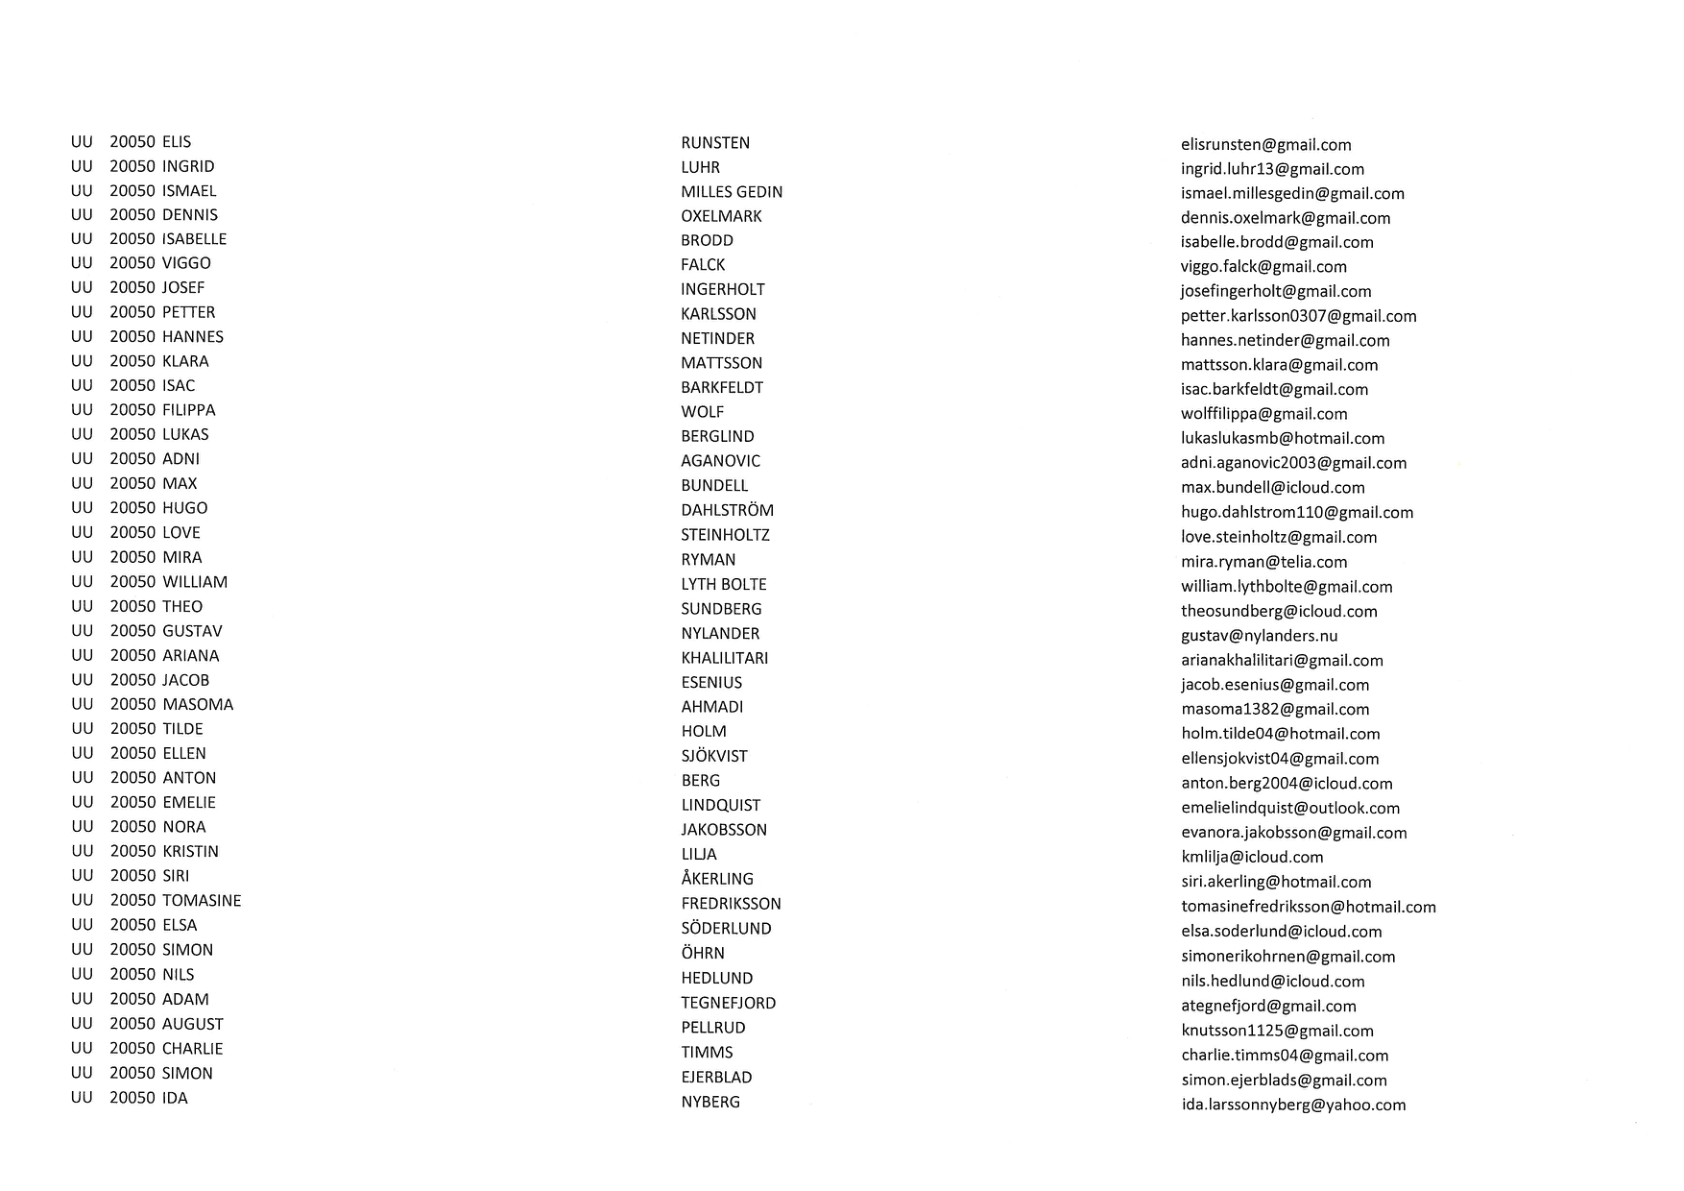 UU 20050 ELIS RUNSTEN elisrunsten@gmail.com
UU 20050 INGRID LUHR ingrid.luhr13@gmail.com
UU 20050 ISMAEL MILLES GEDIN ismael.millesgedin@gmail.com
UU 20050 DENNIS OXELMARK dennis.oxelmark@gmail.com
UU 20050 ISABELLE BRODD isabelle.brodd@gmail.com
UU 20050 VIGGO FALCK viggo.falck@gmail.com
UU 20050 JOSEF INGERHOLT josefingerholt@gmail.com
UU 20050 PETTER KARLSSON petter.karlsson0307@gmail.com
UU 20050 HANNES NETINDER hannes.netinder@gmail.com
UU 20050 KLARA MATTSSON mattsson.klara@gmail.com
UU 20050 ISAC BARKFELDT isac.barkfeldt@gmail.com
UU 20050 FILIPPA WOLF wolffilippa@gmail.com
UU 20050 LUKAS BERGLIND lukaslukasmb@hotmail.com
UU 20050 ADNI AGANOVIC adni.aganovic2003@gmail.com
UU 20050 MAX BUNDELL max.bundell@icloud.com
UU 20050 HUGO DAHLSTRÖM hugo.dahlstrom110@gmail.com
UU 20050 LOVE STEINHOLTZ love.steinholtz@gmail.com
UU 20050 MIRA RYMAN mira.ryman@telia.com
UU 20050 WILLIAM LYTH BOLTE william.lythbolte@gmail.com
UU 20050 THEO SUNDBERG theosundberg@icloud.com
UU 20050 GUSTAV NYLANDER gustav@nylanders.nu
UU 20050 ARIANA KHALILITARI arianakhalilitari@gmail.com
UU 20050 JACOB ESENIUS jacob.esenius@gmail.com
UU 20050 MASOMA AHMADI masoma1382@gmail.com
UU 20050 TILDE HOLM holm.tilde04@hotmail.com
UU 20050 ELLEN SJÖKVIST ellensjokvist04@gmail.com
UU 20050 ANTON BERG anton.berg2004@icloud.com
UU 20050 EMELIE LINDQUIST emelielindquist@outlook.com
UU 20050 NORA JAKOBSSON evanora.jakobsson@gmail.com
UU 20050 KRISTIN LILJA kmlilja@icloud.com
UU 20050 SIRI ÅKERLING siri.akerling@hotmail.com
UU 20050 TOMASINE FREDRIKSSON tomasinefredriksson@hotmail.com
UU 20050 ELSA SÖDERLUND elsa.soderlund@icloud.com
UU 20050 SIMON ÖHRN simonerikohrnen@gmail.com
UU 20050 NILS HEDLUND nils.hedlund@icloud.com
UU 20050 ADAM TEGNEFJORD ategnefjord@gmail.com
UU 20050 AUGUST PELLRUD knutsson1125@gmail.com
UU 20050 CHARLIE TIMMS charlie.timms04@gmail.com
UU 20050 SIMON EJERBLAD simon.ejerblads@gmail.com
UU 20050 IDA NYBERG ida.larssonnyberg@yahoo.com